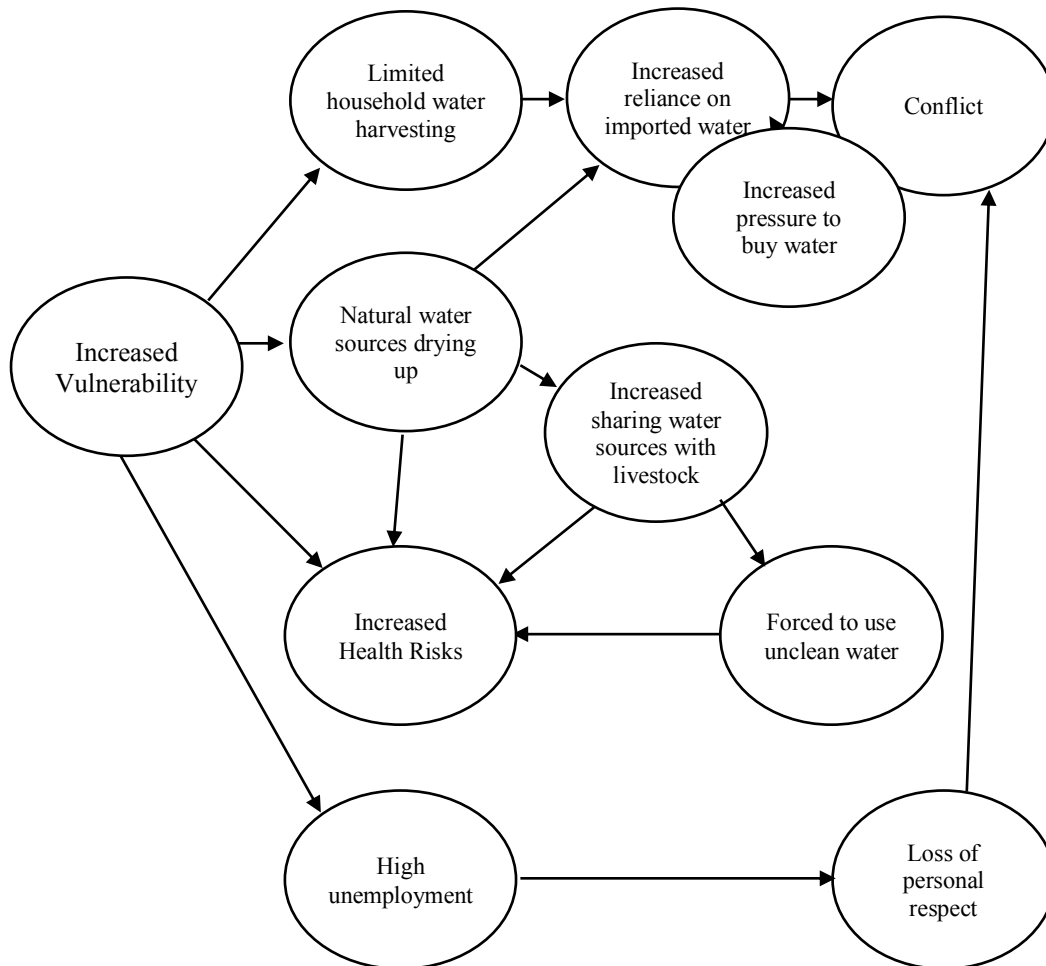 Limited
household water
harvesting
Increased
reliance on
imported water
Conflict
Increased
pressure to
buy water
Increased
Vulnerability
Natural water
sources drying
up
Increased
sharing water
sources with
livestock
Increased
Health Risks
Forced to use
unclean water
High
unemployment
Loss of
personal
respect